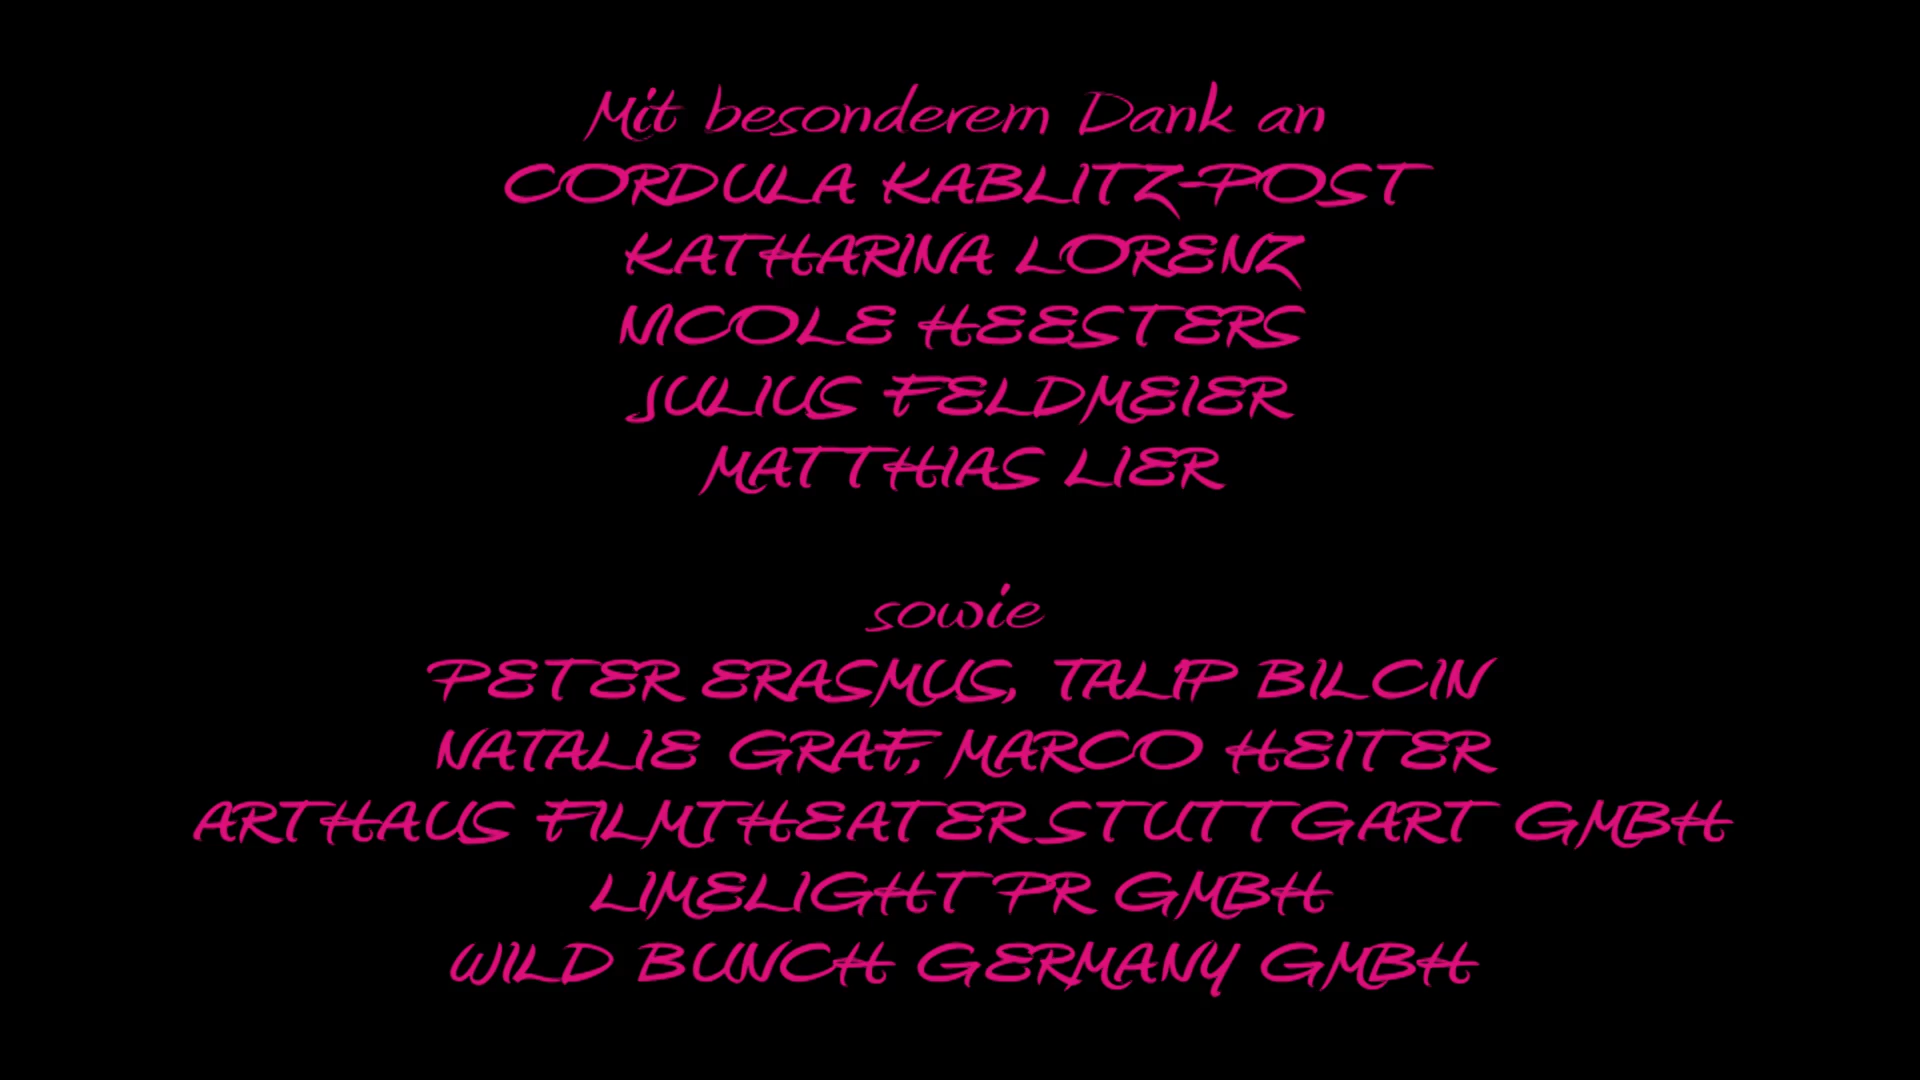 Mit besonderem Dank an
CORDULA KABLITZ-POST
KATHARINA LORENZ
NICOLE HEESTERS
JULIUS FELDMEIER
MATTHIAS LIER
sowie
PETER ERASMUS, TALIP BILCIN
NATALIE GRAF, MARCO HEITER
ARTHAUS FILMTHEATER STUTTGART GMBH
LIMELIGHT PR GMBH
WILD BUNCH GERMANY GMBH